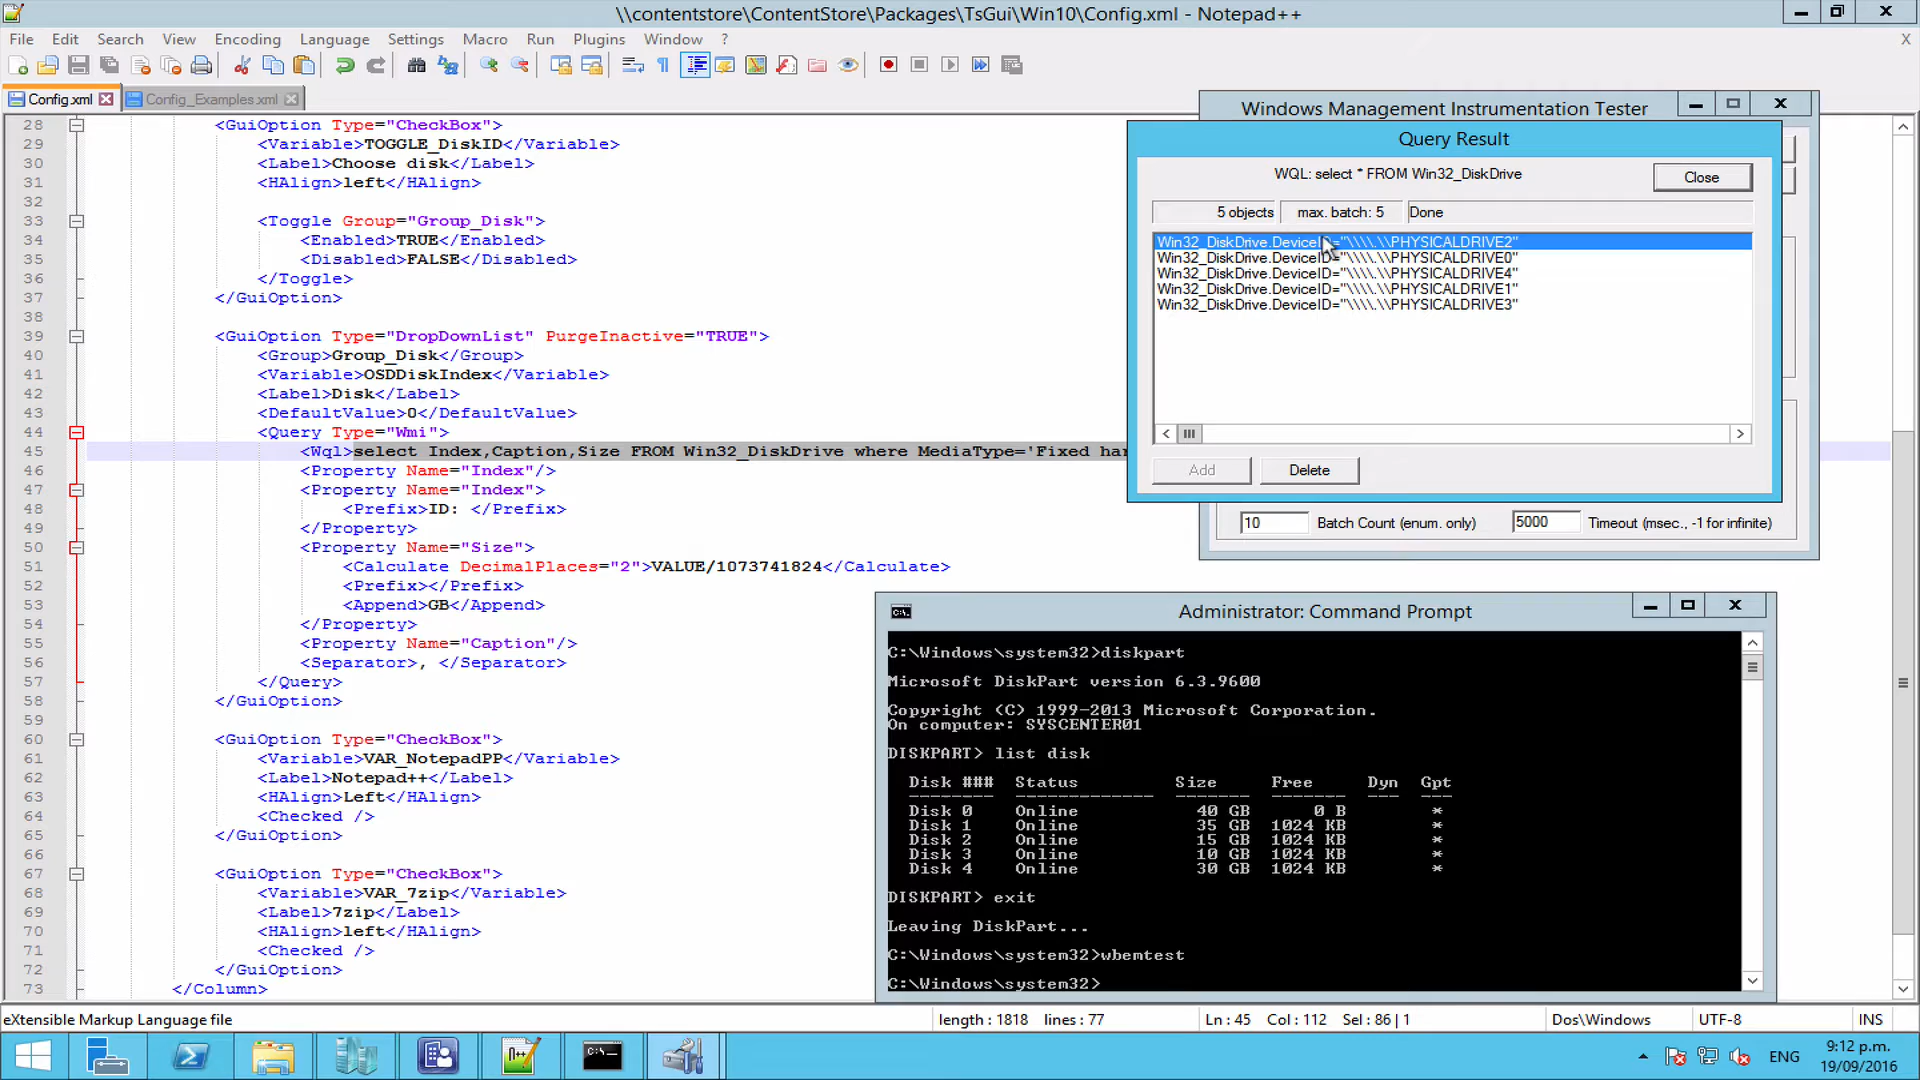 \\contentstore\ContentStore\Packages\TsGui\Win10\Config.xml - Notepad++
File Edit Search View Encoding Language Settings Macro Run Plugins Window ? X
Config.xml Config_Examples.xml
28 <GuiOption Type="CheckBox">
29 <Variable>TOGGLE_DiskID</Variable>
30 <Label>Choose disk</Label>
31 <HAlign>left</HAlign>
32
33 <Toggle Group="Group_Disk">
34 <Enabled>TRUE</Enabled>
35 <Disabled>FALSE</Disabled>
36 </Toggle>
37 </GuiOption>
38
39 <GuiOption Type="DropDownList" PurgeInactive="TRUE">
40 <Group>Group_Disk</Group>
41 <Variable>OSDDiskIndex</Variable>
42 <Label>Disk</Label>
43 <DefaultValue>0</DefaultValue>
44 <Query Type="Wmi">
45 <Wql>select Index,Caption,Size FROM Win32_DiskDrive where MediaType='Fixed har
46 <Property Name="Index"/>
47 <Property Name="Index">
48 <Prefix>ID: </Prefix>
49 </Property>
50 <Property Name="Size">
51 <Calculate DecimalPlaces="2">VALUE/1073741824</Calculate>
52 <Prefix></Prefix>
53 <Append>GB</Append>
54 </Property>
55 <Property Name="Caption"/>
56 <Separator>, </Separator>
57 </Query>
58 </GuiOption>
59
60 <GuiOption Type="CheckBox">
61 <Variable>VAR_NotepadPP</Variable>
62 <Label>Notepad++</Label>
63 <HAlign>Left</HAlign>
64 <Checked />
65 </GuiOption>
66
67 <GuiOption Type="CheckBox">
68 <Variable>VAR_7zip</Variable>
69 <Label>7zip</Label>
70 <HAlign>left</HAlign>
71 <Checked />
72 </GuiOption>
73 </Column>
Windows Management Instrumentation Tester
Query Result
WQL: select * FROM Win32_DiskDrive
Close
5 objects max. batch: 5 Done
Win32_DiskDrive.DeviceID="\\\\.\\PHYSICALDRIVE2"
Win32_DiskDrive.DeviceID="\\\\.\\PHYSICALDRIVE0"
Win32_DiskDrive.DeviceID="\\\\.\\PHYSICALDRIVE4"
Win32_DiskDrive.DeviceID="\\\\.\\PHYSICALDRIVE1"
Win32_DiskDrive.DeviceID="\\\\.\\PHYSICALDRIVE3"
Add Delete
10 Batch Count (enum. only) 5000 Timeout (msec., -1 for infinite)
Administrator: Command Prompt
C:\Windows\system32>diskpart
Microsoft DiskPart version 6.3.9600
Copyright (C) 1999-2013 Microsoft Corporation.
On computer: SYSCENTER01
DISKPART> list disk
Disk ### Status Size Free Dyn Gpt
-------- ------------- ------- ------- --- ---
Disk 0 Online 40 GB 0 B *
Disk 1 Online 35 GB 1024 KB *
Disk 2 Online 15 GB 1024 KB *
Disk 3 Online 10 GB 1024 KB *
Disk 4 Online 30 GB 1024 KB *
DISKPART> exit
Leaving DiskPart...
C:\Windows\system32>wbemtest
C:\Windows\system32>
eXtensible Markup Language file length : 1818 lines : 77 Ln : 45 Col : 112 Sel : 86 | 1 Dos\Windows UTF-8 INS
ENG 9:12 p.m.
19/09/2016